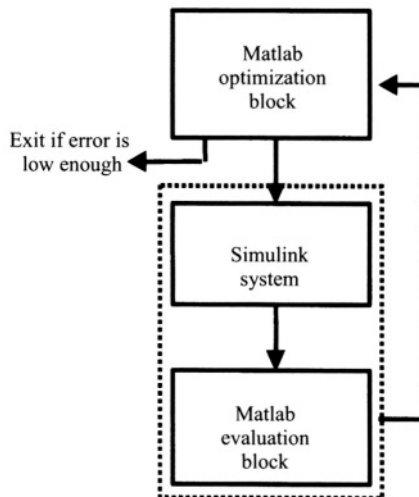 Matlab
optimization
block
Exit if error is
low enough
Simulink
system
Matlab
evaluation
block